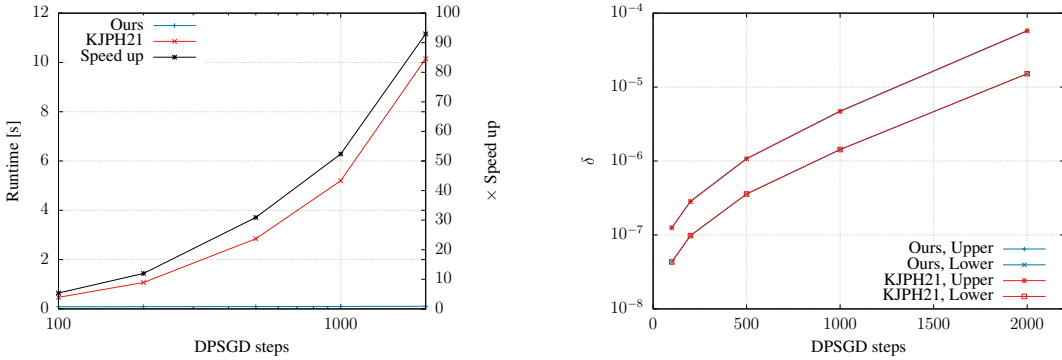 12
10
8
6
4
2
0
Runtime [s]
100
1000
DPSGD steps
100
90
80
70
60
50
40
30
20
10
0
× Speed up
Ours
KJPH21
Speed up
10⁻⁴
10⁻⁵
10⁻⁶
10⁻⁷
10⁻⁸
δ
0
500
1000
1500
2000
DPSGD steps
Ours, Upper
Ours, Lower
KJPH21, Upper
KJPH21, Lower